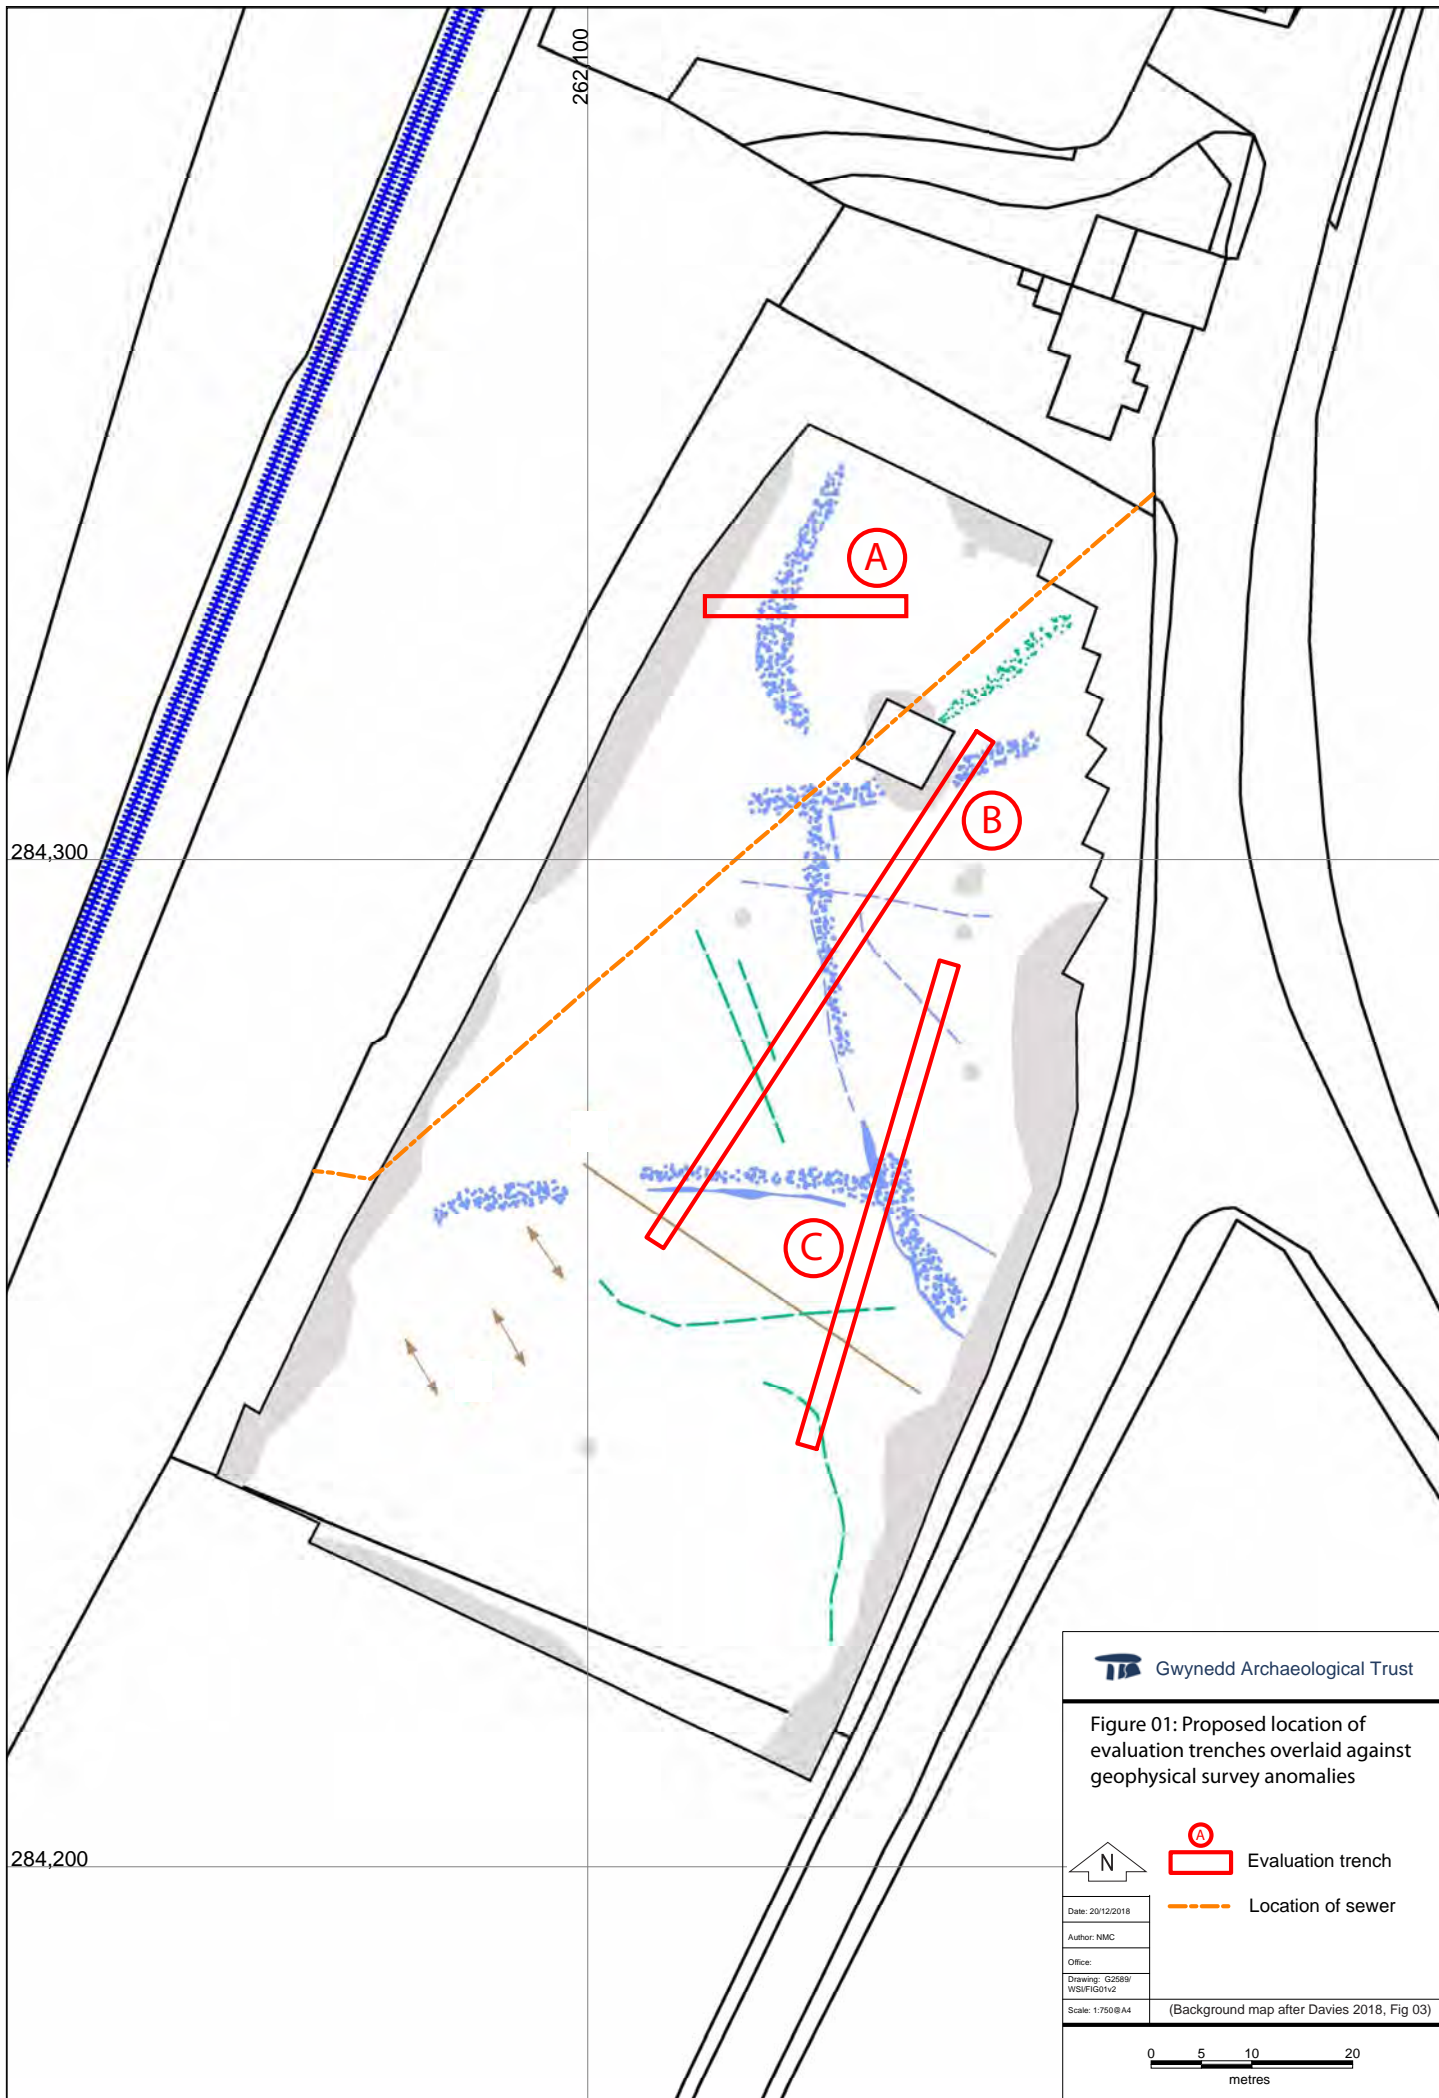 262,100
A
B
284,300
C
Gwynedd Archaeological Trust
Figure 01: Proposed location of
evaluation trenches overlaid against
geophysical survey anomalies
284,200
N
A
Evaluation trench
Location of sewer
Date: 20/12/2018
Author: NMC
Office:
Drawing: G2589/
WSI/FIG01v2
Scale: 1:750@A4
(Background map after Davies 2018, Fig 03)
0 5 10 20
metres